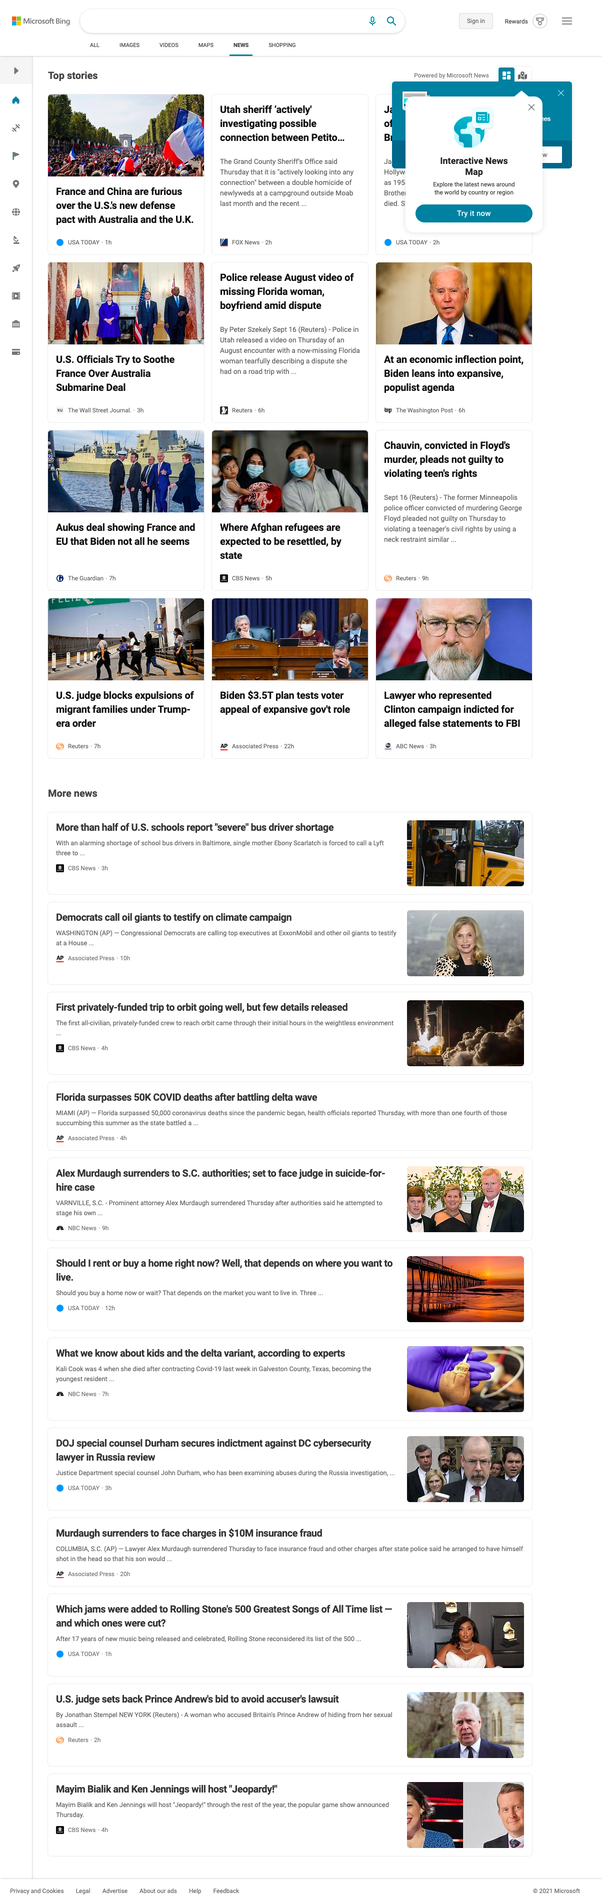 Microsoft Bing
Sign in
Rewards
ALL
IMAGES
VIDEOS
MAPS
NEWS
SHOPPING
Top stories
Powered by Microsoft News
Interactive News
Map
Explore the latest news around
the world by country or region
Try it now
France and China are furious
over the U.S.'s new defense
pact with Australia and the U.K.
USA TODAY · 1h
Utah sheriff 'actively'
investigating possible
connection between Petito...
The Grand County Sheriff's Office said
Thursday that it is "actively looking into any
connection" between a double homicide of
newlyweds at a campground outside Moab
last month and the recent ...
FOX News · 2h
Ja
of
Br
Ja
Hollyw
as 195
Brothe
died. S
USA TODAY · 2h
U.S. Officials Try to Soothe
France Over Australia
Submarine Deal
The Wall Street Journal. · 3h
Police release August video of
missing Florida woman,
boyfriend amid dispute
By Peter Szekely Sept 16 (Reuters) - Police in
Utah released a video on Thursday of an
August encounter with a now-missing Florida
woman tearfully describing a dispute she
had on a road trip with ...
Reuters · 6h
At an economic inflection point,
Biden leans into expansive,
populist agenda
The Washington Post · 6h
Aukus deal showing France and
EU that Biden not all he seems
The Guardian · 7h
Where Afghan refugees are
expected to be resettled, by
state
CBS News · 5h
Chauvin, convicted in Floyd's
murder, pleads not guilty to
violating teen's rights
Sept 16 (Reuters) - The former Minneapolis
police officer convicted of murdering George
Floyd pleaded not guilty on Thursday to
violating a teenager's civil rights by using a
neck restraint similar ...
Reuters · 9h
U.S. judge blocks expulsions of
migrant families under Trump-
era order
Reuters · 7h
Biden $3.5T plan tests voter
appeal of expansive gov't role
Associated Press · 22h
Lawyer who represented
Clinton campaign indicted for
alleged false statements to FBI
ABC News · 3h
More news
More than half of U.S. schools report "severe" bus driver shortage
With an alarming shortage of school bus drivers in Baltimore, single mother Ebony Scarlatch is forced to call a Lyft
three to ...
CBS News · 3h
Democrats call oil giants to testify on climate campaign
WASHINGTON (AP) — Congressional Democrats are calling top executives at ExxonMobil and other oil giants to testify
at a House ...
Associated Press · 10h
First privately-funded trip to orbit going well, but few details released
The first all-civilian, privately-funded crew to reach orbit came through their initial hours in the weightless environment
...
CBS News · 4h
Florida surpasses 50K COVID deaths after battling delta wave
MIAMI (AP) — Florida surpassed 50,000 coronavirus deaths since the pandemic began, health officials reported Thursday, with more than one fourth of those
succumbing this summer as the state battled a ...
Associated Press · 4h
Alex Murdaugh surrenders to S.C. authorities; set to face judge in suicide-for-
hire case
VARNVILLE, S.C. - Prominent attorney Alex Murdaugh surrendered Thursday after authorities said he attempted to
stage his own ...
NBC News · 9h
Should I rent or buy a home right now? Well, that depends on where you want to
live.
Should you buy a home now or wait? That depends on the market you want to live in. Three ...
USA TODAY · 12h
What we know about kids and the delta variant, according to experts
Kali Cook was 4 when she died after contracting Covid-19 last week in Galveston County, Texas, becoming the
youngest resident ...
NBC News · 7h
DOJ special counsel Durham secures indictment against DC cybersecurity
lawyer in Russia review
Justice Department special counsel John Durham, who has been examining abuses during the Russia investigation, ...
USA TODAY · 3h
Murdaugh surrenders to face charges in $10M insurance fraud
COLUMBIA, S.C. (AP) — Lawyer Alex Murdaugh surrendered Thursday to face insurance fraud and other charges after state police said he arranged to have himself
shot in the head so that his son would ...
Associated Press · 20h
Which jams were added to Rolling Stone's 500 Greatest Songs of All Time list —
and which ones were cut?
After 17 years of new music being released and celebrated, Rolling Stone reconsidered its list of the 500 ...
USA TODAY · 1h
U.S. judge sets back Prince Andrew's bid to avoid accuser's lawsuit
By Jonathan Stempel NEW YORK (Reuters) - A woman who accused Britain's Prince Andrew of hiding from her sexual
assault ...
Reuters · 2h
Mayim Bialik and Ken Jennings will host "Jeopardy!"
Mayim Bialik and Ken Jennings will host "Jeopardy!" through the rest of the year, the popular game show announced
Thursday.
CBS News · 4h
Privacy and Cookies
Legal
Advertise
About our ads
Help
Feedback
© 2021 Microsoft